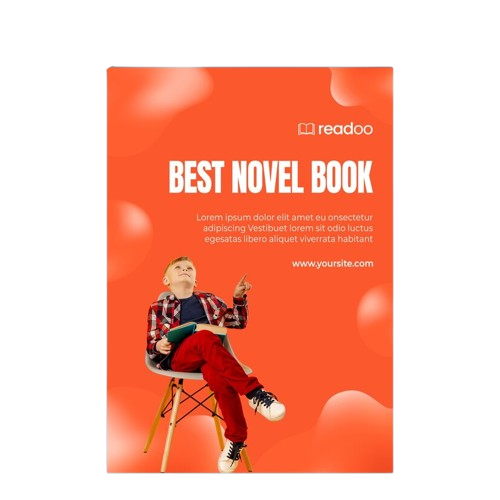 readoo
BEST NOVEL BOOK
Lorem ipsum dolor elit amet eu onsectetur
adipiscing Vestibuet lorem sit odio luctus
egesatas libero aliquet viverrata habitant
www.yoursite.com